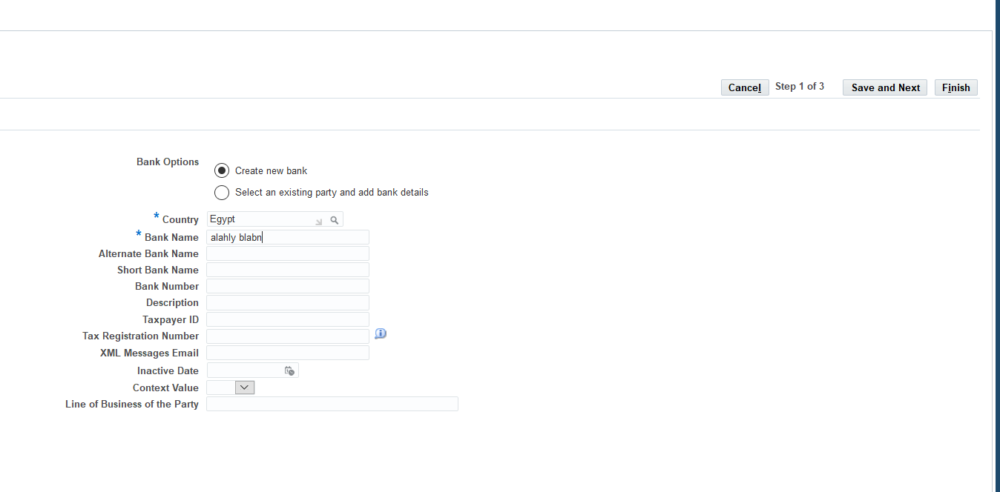 Cancel Step 1 of 3 Save and Next Finish
Bank Options
Create new bank
Select an existing party and add bank details
* Country Egypt
* Bank Name alahly blabn
Alternate Bank Name
Short Bank Name
Bank Number
Description
Taxpayer ID
Tax Registration Number
XML Messages Email
Inactive Date
Context Value
Line of Business of the Party